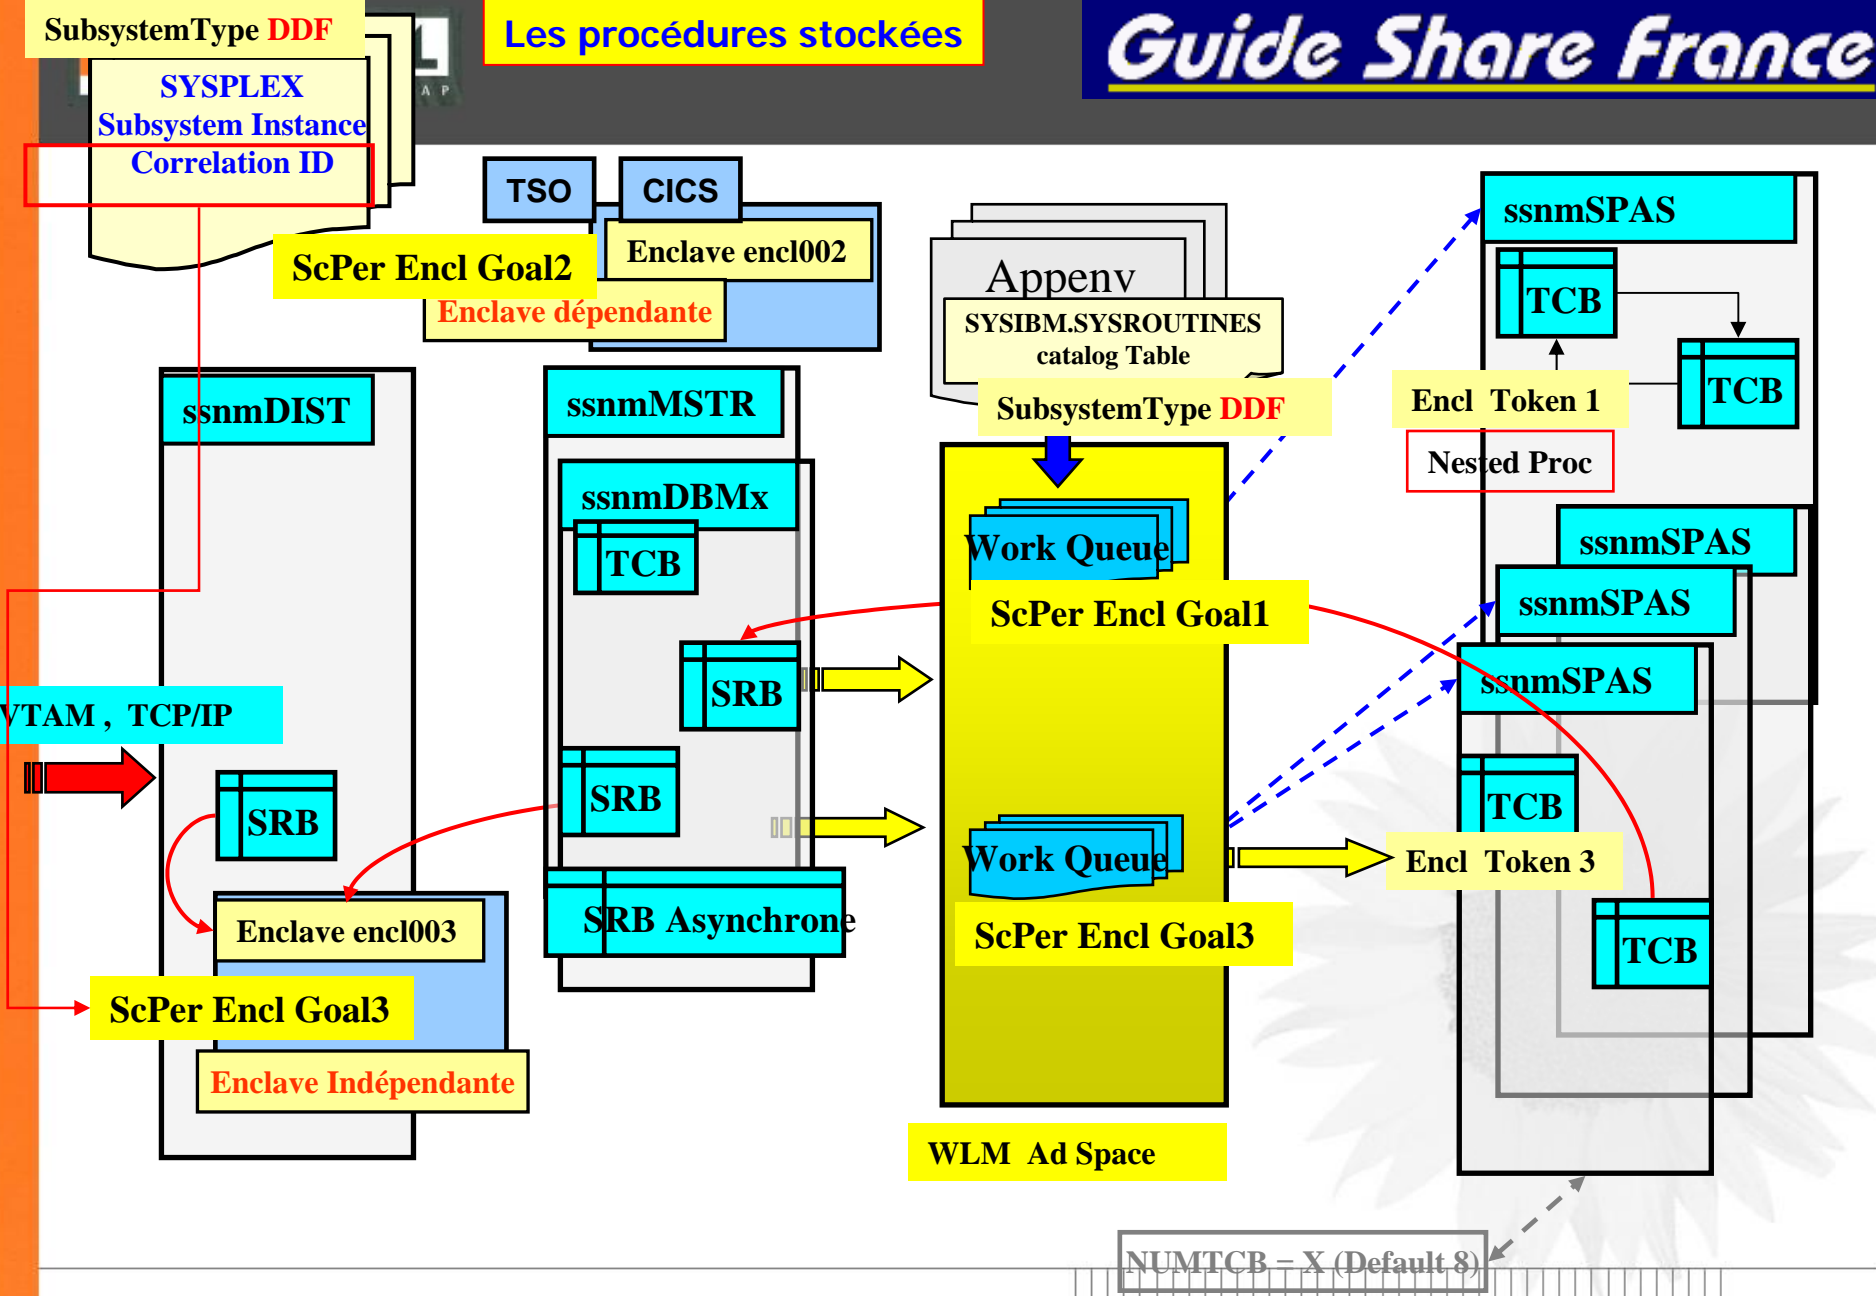 SubsystemType DDF
Les procédures stockées
Guide Share France
A P
SYSPLEX
Subsystem Instance
Correlation ID
TSO
CICS
Enclave encl002
ScPer Encl Goal2
Enclave dépendante
Appenv
SYSIBM.SYSROUTINES
catalog Table
SubsystemType DDF
ssnmSPAS
TCB
TCB
Encl Token 1
Nested Proc
ssnmDIST
ssnmMSTR
ssnmDBMx
TCB
Work Queue
ScPer Encl Goal1
ssnmSPAS
ssnmSPAS
ssnmSPAS
SRB
VTAM , TCP/IP
SRB
SRB
TCB
Work Queue
Encl Token 3
SRB Asynchrone
Enclave encl003
ScPer Encl Goal3
TCB
ScPer Encl Goal3
Enclave Indépendante
WLM Ad Space
NUMTCB = X (Default 8)